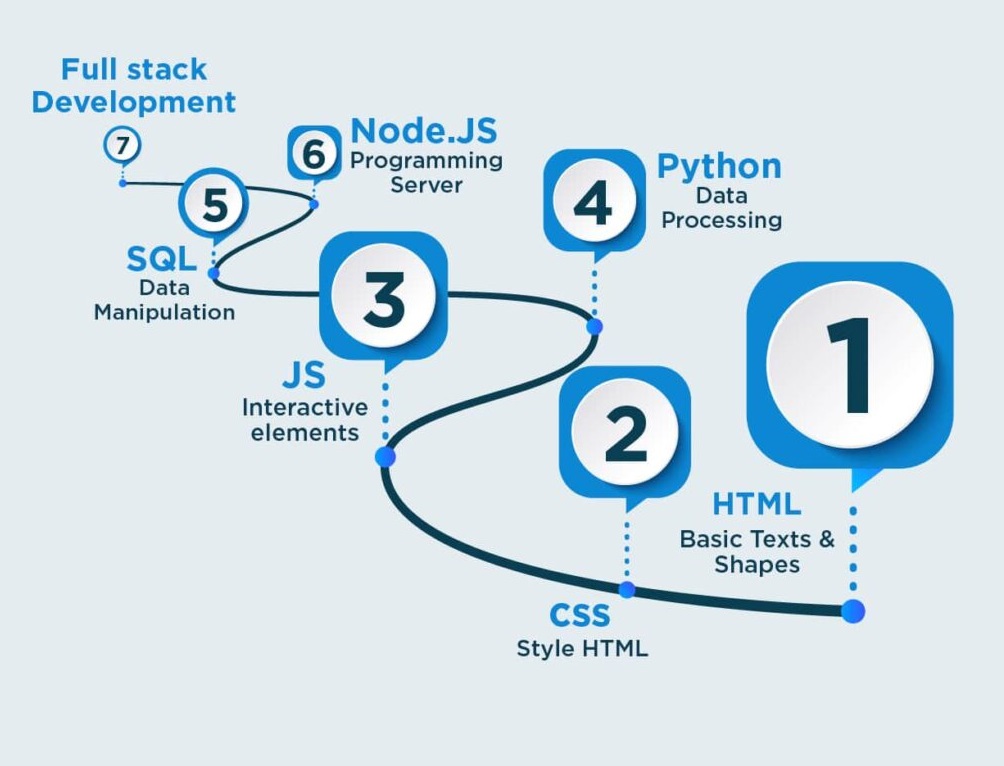 Full stack
Development
7
6
Node.JS
Programming
Server
5
SQL
Data
Manipulation
4
Python
Data
Processing
3
JS
Interactive
elements
2
CSS
Style HTML
1
HTML
Basic Texts &
Shapes